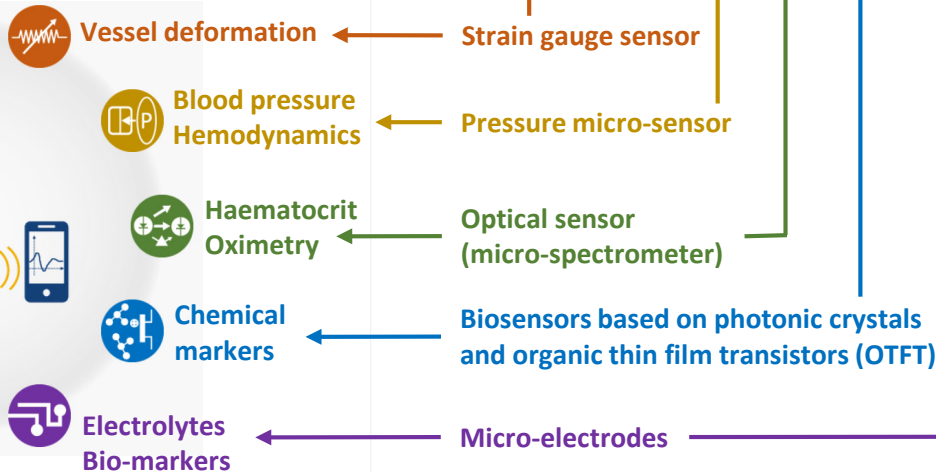 Vessel deformation
Strain gauge sensor
Blood pressure
Hemodynamics
Pressure micro-sensor
P
Haematocrit
Oximetry
Optical sensor
(micro-spectrometer)
Chemical
markers
Biosensors based on photonic crystals
and organic thin film transistors (OTFT)
Electrolytes
Bio-markers
Micro-electrodes